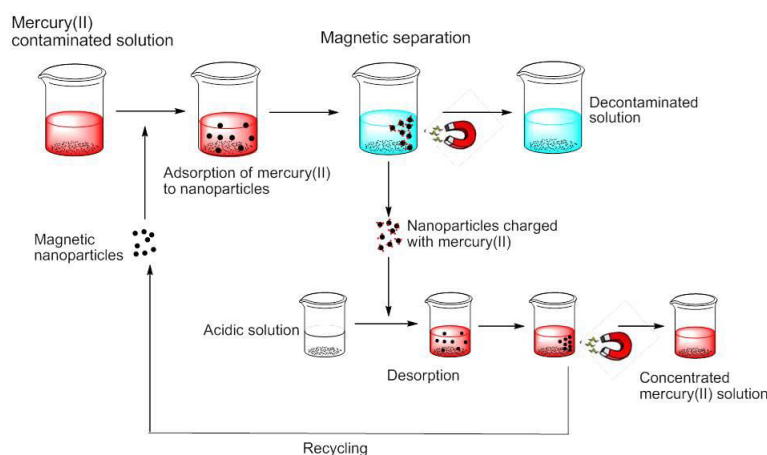 Mercury(II)
contaminated solution
Magnetic separation
Decontaminated
solution
Adsorption of mercury(II)
to nanoparticles
Magnetic
nanoparticles
Nanoparticles charged
with mercury(II)
Acidic solution
Desorption
Concentrated
mercury(II) solution
Recycling